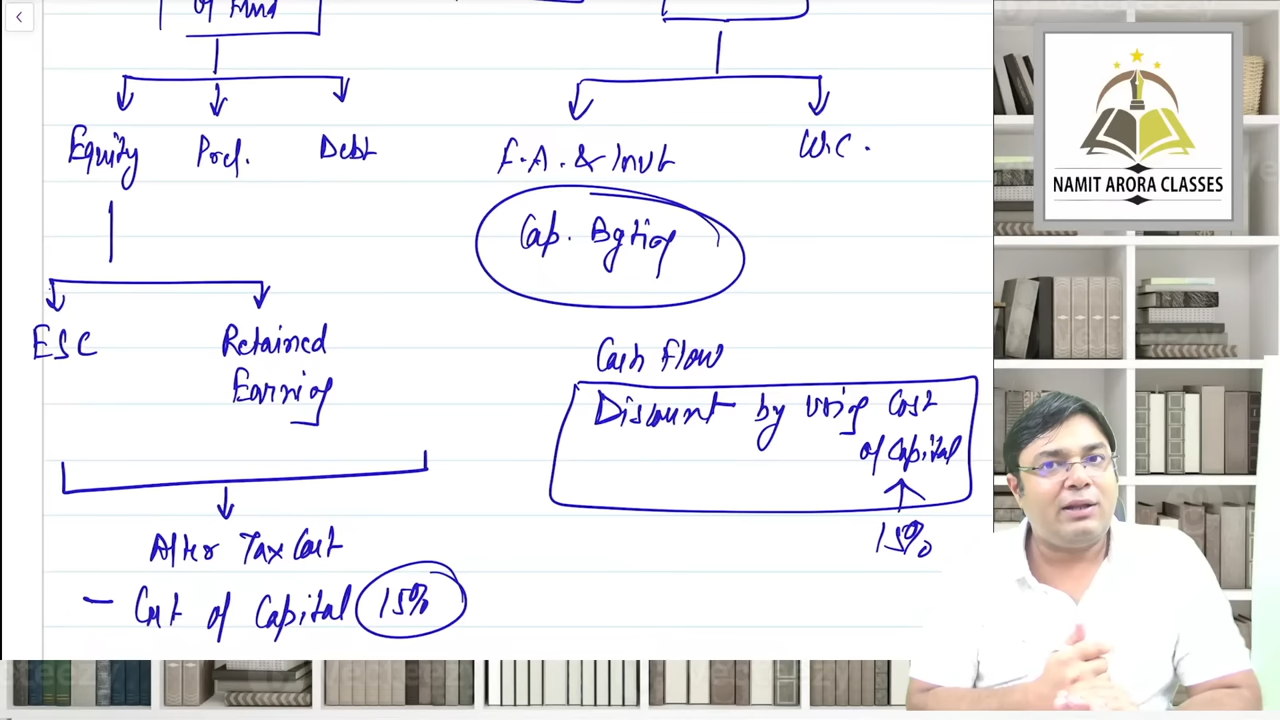 of Fund
Equity Pref. Debt
F.A. & Invt W.C.
Cap. Bgting
ESC Retained
Earning
Cash Flow
Discount by using Cost
of Capital
15%
After Tax Cost
- Cost of Capital 15%
NAMIT ARORA CLASSES